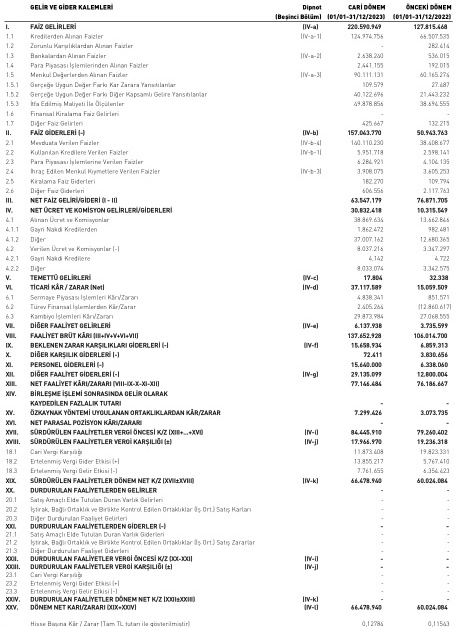 GELİR VE GİDER KALEMLERİ Dipnot CARİ DÖNEM ÖNCEKİ DÖNEM
(Beşinci Bölüm) (01/01-31/12/2023) (01/01-31/12/2022)
I. FAİZ GELİRLERİ (IV-a) 220.590.949 127.815.468
1.1 Kredilerden Alınan Faizler (IV-a-1) 124.974.756 66.507.535
1.2 Zorunlu Karşılıklardan Alınan Faizler - 282.414
1.3 Bankalardan Alınan Faizler (IV-a-2) 2.638.240 536.015
1.4 Para Piyasası İşlemlerinden Alınan Faizler 2.441.155 192.015
1.5 Menkul Değerlerden Alınan Faizler (IV-a-3) 90.111.131 60.165.274
1.5.1 Gerçeğe Uygun Değer Farkı Kar Zarara Yansıtılanlar 109.579 27.487
1.5.2 Gerçeğe Uygun Değer Farkı Diğer Kapsamlı Gelire Yansıtılanlar 40.122.696 21.443.232
1.5.3 İtfa Edilmiş Maliyeti İle Ölçülenler 49.878.856 38.694.555
1.6 Finansal Kiralama Faiz Gelirleri - -
1.7 Diğer Faiz Gelirleri 425.667 132.215
II. FAİZ GİDERLERİ (-) (IV-b) 157.043.770 50.943.763
2.1 Mevduata Verilen Faizler (IV-b-4) 140.110.230 38.408.677
2.2 Kullanılan Kredilere Verilen Faizler (IV-b-1) 5.951.718 2.598.141
2.3 Para Piyasası İşlemlerine Verilen Faizler 6.284.921 6.104.135
2.4 İhraç Edilen Menkul Kıymetlere Verilen Faizler (IV-b-3) 3.908.075 3.605.253
2.5 Kiralama Faiz Giderleri 182.270 109.794
2.6 Diğer Faiz Giderleri 606.556 2.117.763
III. NET FAİZ GELİRİ/GİDERİ (I - II) 63.547.179 76.871.705
IV. NET ÜCRET VE KOMİSYON GELİRLERİ/GİDERLERİ 30.832.418 10.315.549
4.1 Alınan Ücret ve Komisyonlar 38.869.634 13.662.846
4.1.1 Gayri Nakdi Kredilerden 1.862.472 982.481
4.1.2 Diğer 37.007.162 12.680.365
4.2 Verilen Ücret ve Komisyonlar (-) 8.037.216 3.347.297
4.2.1 Gayri Nakdi Kredilere 4.142 4.722
4.2.2 Diğer 8.033.074 3.342.575
V. TEMETTÜ GELİRLERİ (IV-c) 17.804 32.338
VI. TİCARİ KÂR / ZARAR (Net) (IV-d) 37.117.589 15.059.509
6.1 Sermaye Piyasası İşlemleri Kârı/Zararı 4.838.341 851.571
6.2 Türev Finansal İşlemlerden Kâr/Zarar 2.405.264 (12.860.617)
6.3 Kambiyo İşlemleri Kârı/Zararı 29.873.984 27.068.555
VII. DİĞER FAALİYET GELİRLERİ (IV-e) 6.137.938 3.735.599
VIII. FAALİYET BRÜT KÂRI (III+IV+V+VI+VII) 137.652.928 106.014.700
IX. BEKLENEN ZARAR KARŞILIKLARI GİDERLERİ (-) (IV-f) 15.658.934 6.859.313
X. DİĞER KARŞILIK GİDERLERİ (-) 72.411 3.830.656
XI. PERSONEL GİDERLERİ (-) 15.640.000 6.338.060
XII. DİĞER FAALİYET GİDERLERİ (-) (IV-g) 29.135.099 12.800.004
XIII. NET FAALİYET KÂRI/ZARARI (VIII-IX-X-XI-XII) 77.146.484 76.186.667
XIV. BİRLEŞME İŞLEMİ SONRASINDA GELİR OLARAK
KAYDEDİLEN FAZLALIK TUTARI - -
XV. ÖZKAYNAK YÖNTEMİ UYGULANAN ORTAKLIKLARDAN KÂR/ZARAR 7.299.426 3.073.735
XVI. NET PARASAL POZİSYON KÂRI/ZARARI - -
XVII. SÜRDÜRÜLEN FAALİYETLER VERGİ ÖNCESİ K/Z (XIII+...+XVI) (IV-i) 84.445.910 79.260.402
XVIII. SÜRDÜRÜLEN FAALİYETLER VERGİ KARŞILIĞI (±) (IV-j) 17.966.970 19.236.318
18.1 Cari Vergi Karşılığı 11.873.408 19.823.331
18.2 Ertelenmiş Vergi Gider Etkisi (+) 13.855.217 5.767.410
18.3 Ertelenmiş Vergi Gelir Etkisi (-) 7.761.655 6.354.423
XIX. SÜRDÜRÜLEN FAALİYETLER DÖNEM NET K/Z (XVII±XVIII) (IV-k) 66.478.940 60.024.084
XX. DURDURULAN FAALİYETLERDEN GELİRLER - -
20.1 Satış Amaçlı Elde Tutulan Duran Varlık Gelirleri - -
20.2 İştirak, Bağlı Ortaklık ve Birlikte Kontrol Edilen Ortaklıklar (İş Ort.) Satış Karları - -
20.3 Diğer Durdurulan Faaliyet Gelirleri - -
XXI. DURDURULAN FAALİYETLERDEN GİDERLER (-) - -
21.1 Satış Amaçlı Elde Tutulan Duran Varlık Giderleri - -
21.2 İştirak, Bağlı Ortaklık ve Birlikte Kontrol Edilen Ortaklıklar (İş Ort.) Satış Zararlar - -
21.3 Diğer Durdurulan Faaliyet Giderleri - -
XXII. DURDURULAN FAALİYETLER VERGİ ÖNCESİ K/Z (XX-XXI) (IV-i) - -
XXIII. DURDURULAN FAALİYETLER VERGİ KARŞILIĞI (±) (IV-j) - -
23.1 Cari Vergi Karşılığı - -
23.2 Ertelenmiş Vergi Gider Etkisi (+) - -
23.3 Ertelenmiş Vergi Gelir Etkisi (-) - -
XXIV. DURDURULAN FAALİYETLER DÖNEM NET K/Z (XXII±XXIII) (IV-k) - -
XXV. DÖNEM NET KARI/ZARARI (XIX+XXIV) (IV-l) 66.478.940 60.024.084
Hisse Başına Kâr / Zarar (Tam TL tutarı ile gösterilmiştir) 0,12784 0,11543